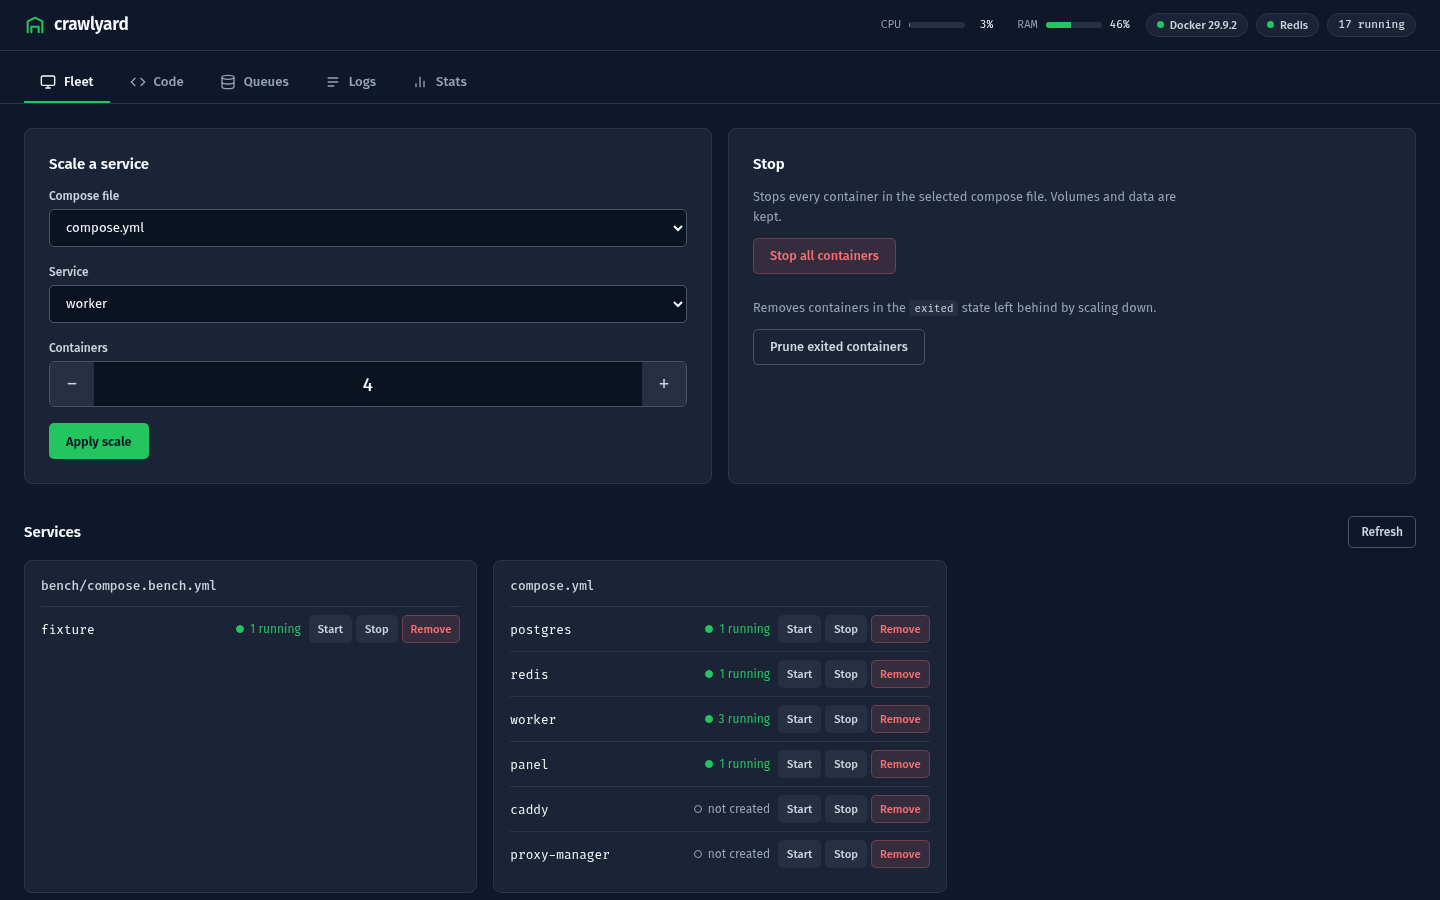 crawlyard
CPU 3% RAM 46% Docker 29.9.2 Redis 17 running
Fleet Code Queues Logs Stats
Scale a service
Compose file
compose.yml
Service
worker
Containers
− 4 +
Apply scale
Stop
Stops every container in the selected compose file. Volumes and data are
kept.
Stop all containers
Removes containers in the exited state left behind by scaling down.
Prune exited containers
Services
Refresh
bench/compose.bench.yml
fixture 1 running Start Stop Remove
compose.yml
postgres 1 running Start Stop Remove
redis 1 running Start Stop Remove
worker 3 running Start Stop Remove
panel 1 running Start Stop Remove
caddy not created Start Stop Remove
proxy-manager not created Start Stop Remove